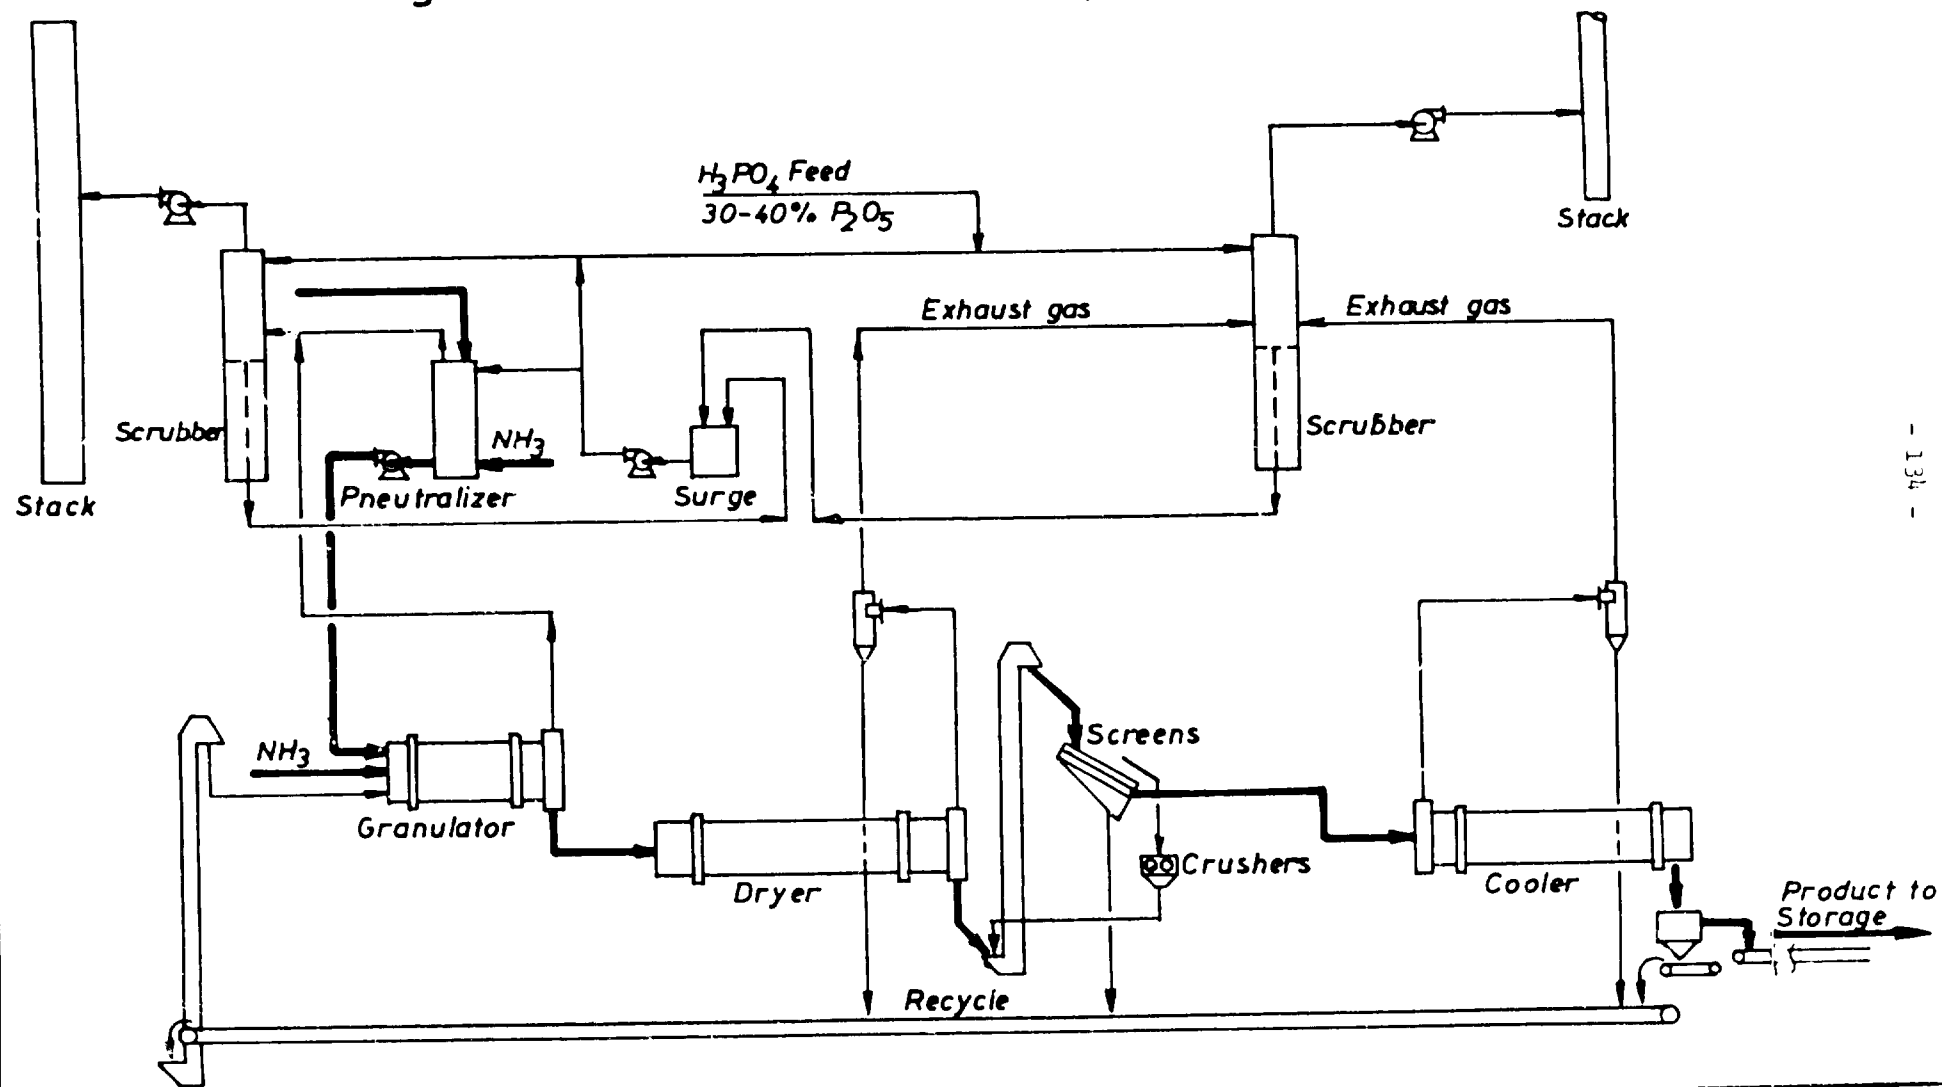 H3PO4 Feed
30-40% P2O5
Stack
Exhaust gas
Exhaust gas
Scrubber
NH3
Scrubber
Stack
Pneutralizer
Surge
- 134 -
NH3
Screens
Granulator
Crushers
Dryer
Cooler
Product to
Storage
Recycle